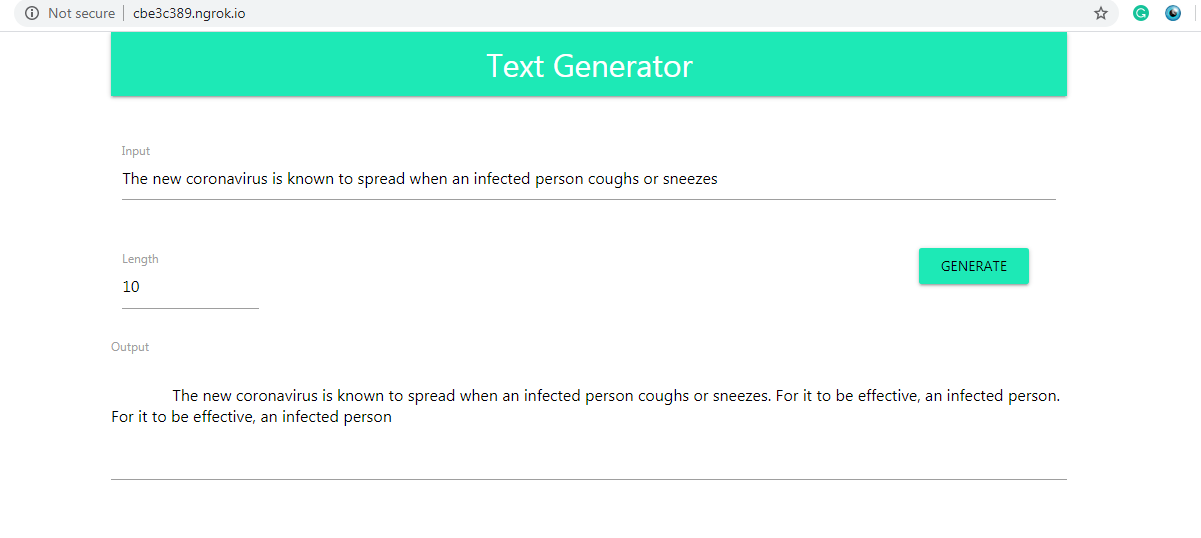 Not secure | cbe3c389.ngrok.io
Text Generator
Input
The new coronavirus is known to spread when an infected person coughs or sneezes
Length
10
GENERATE
Output
The new coronavirus is known to spread when an infected person coughs or sneezes. For it to be effective, an infected person.
For it to be effective, an infected person